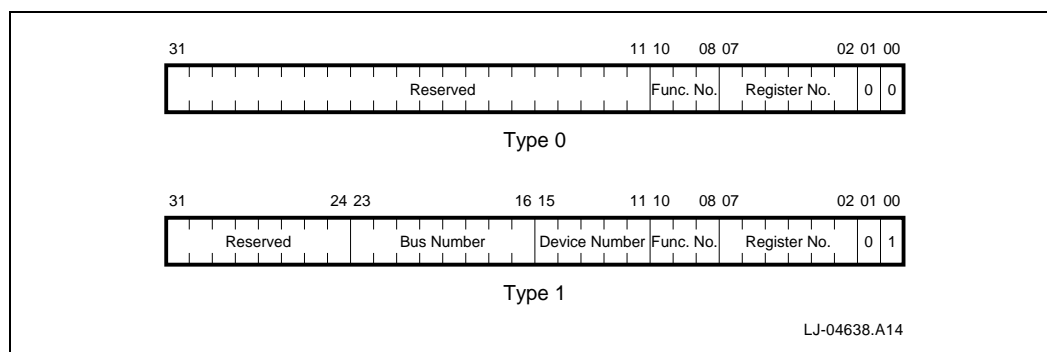 31 11 10 08 07 02 01 00
Reserved Func. No. Register No. 0 0
Type 0
31 24 23 16 15 11 10 08 07 02 01 00
Reserved Bus Number Device Number Func. No. Register No. 0 1
Type 1
LJ-04638.A14